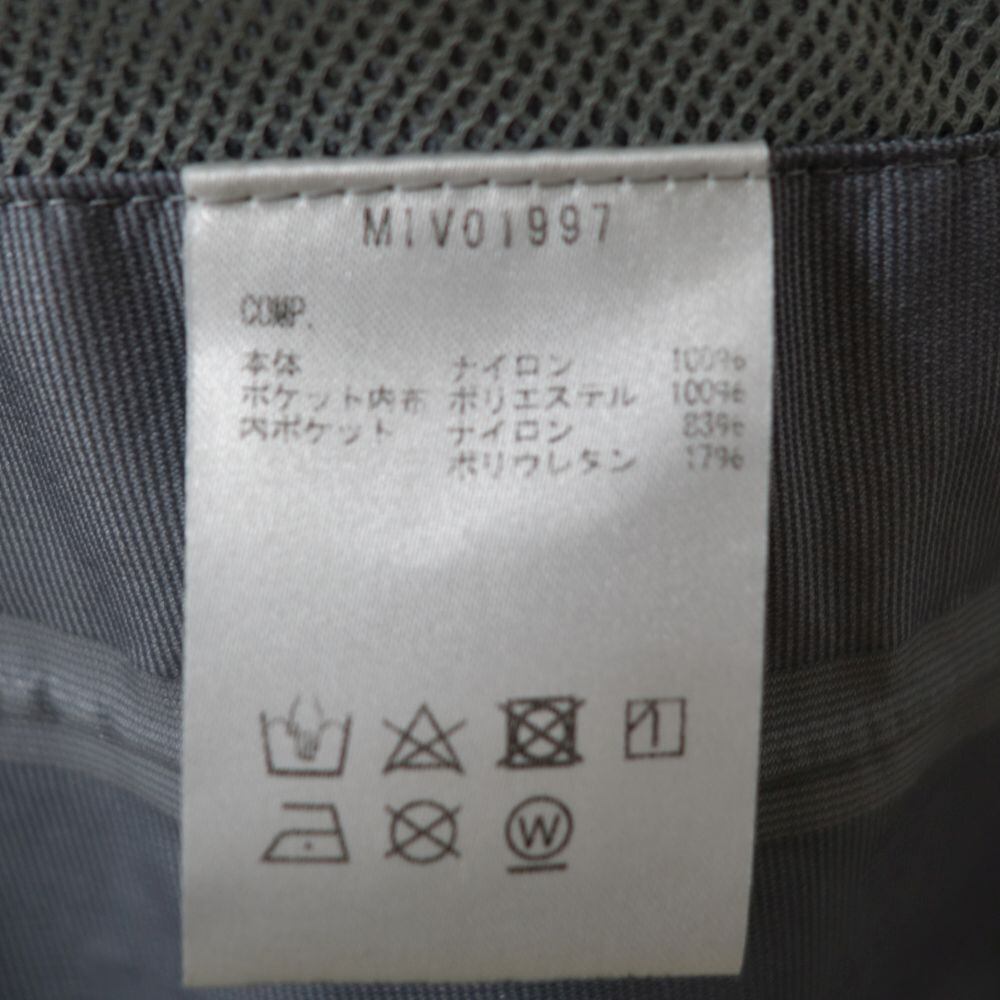 MIV01997
COMP.
本体 ナイロン 100%
ポケット内布 ポリエステル 100%
内ポケット ナイロン 83%
ポリウレタン 17%
W